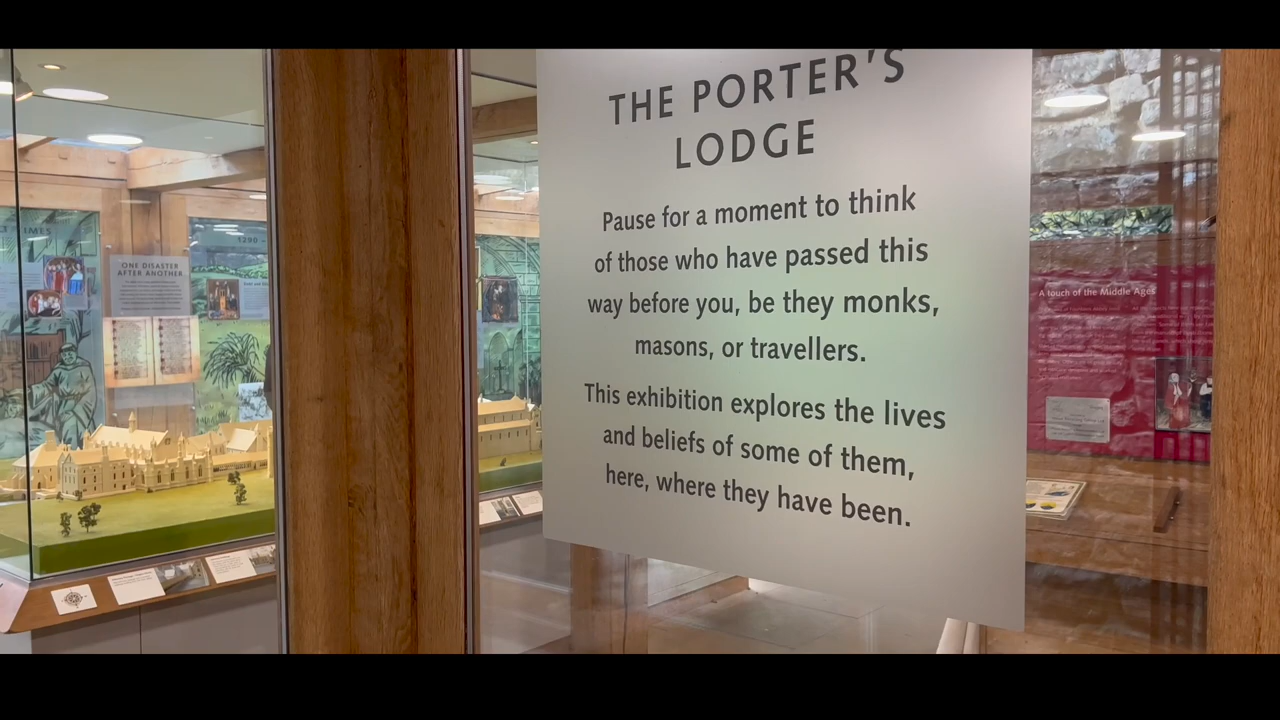 THE PORTER'S
LODGE
Pause for a moment to think
of those who have passed this
way before you, be they monks,
masons, or travellers.
This exhibition explores the lives
and beliefs of some of them,
here, where they have been.
ONE DISASTER
AFTER ANOTHER
1290 -
A touch of the Middle Ages